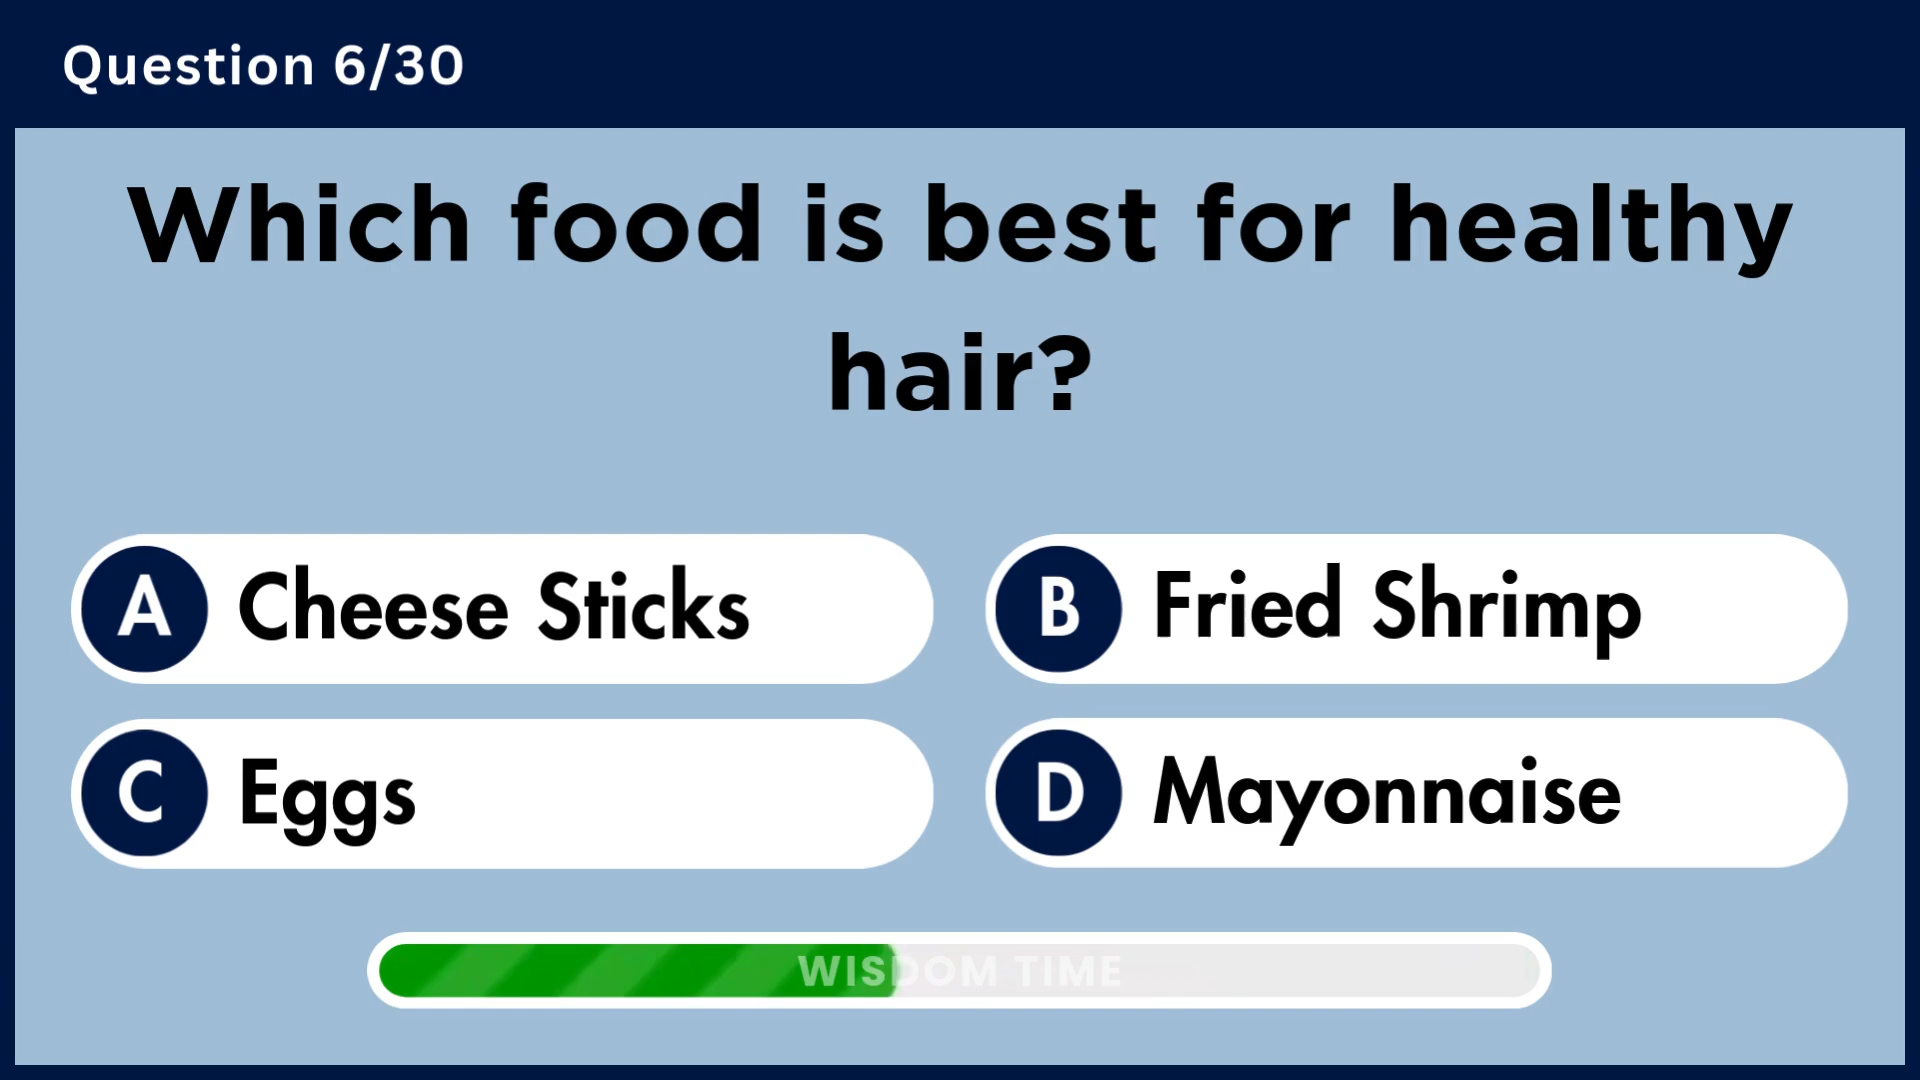 Question 6/30
Which food is best for healthy
hair?
A Cheese Sticks
B Fried Shrimp
C Eggs
D Mayonnaise
WISDOM TIME